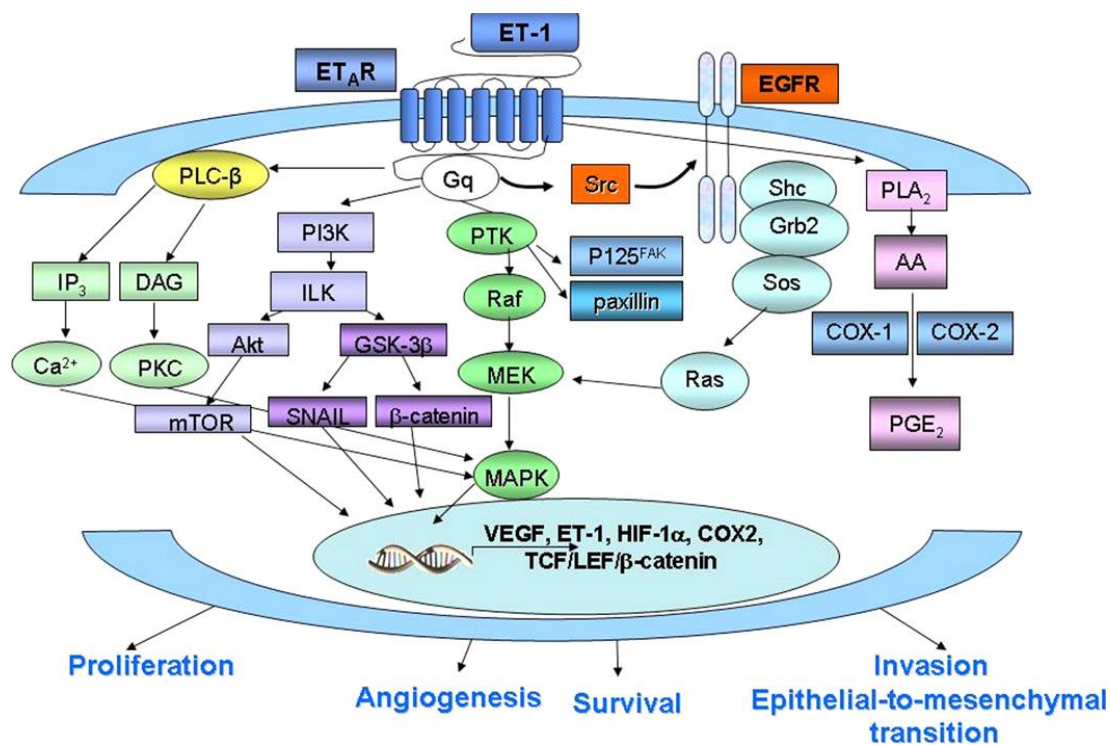 ET-1
ETAR
EGFR
PLC-β
Gq
Src
Shc
PLA2
PI3K
PTK
Grb2
P125FAK
AA
IP3
DAG
ILK
Raf
paxillin
Sos
Akt
GSK-3β
COX-1
COX-2
Ca2+
PKC
MEK
Ras
mTOR
SNAIL
β-catenin
PGE2
MAPK
VEGF, ET-1, HIF-1α, COX2,
TCF/LEF/β-catenin
Proliferation
Angiogenesis
Survival
Invasion
Epithelial-to-mesenchymal
transition